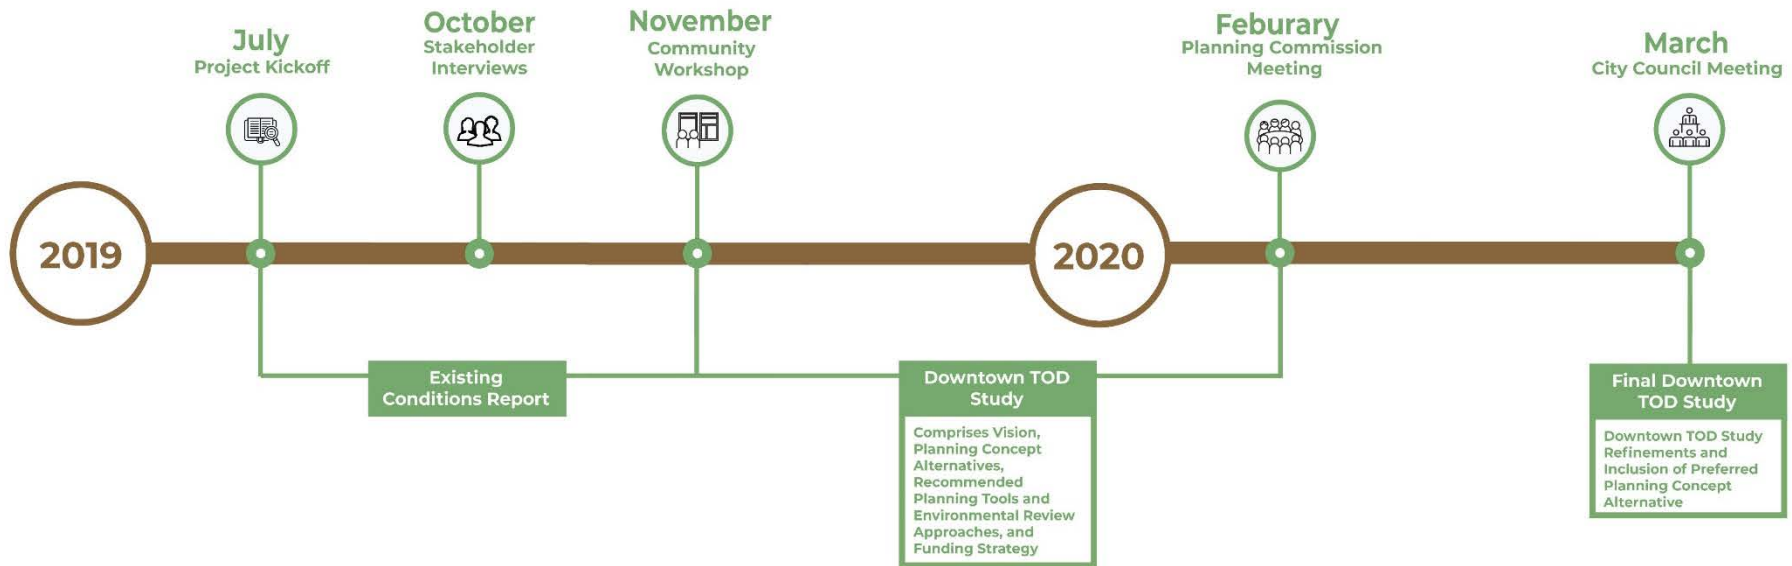 July
Project Kickoff
October
Stakeholder
Interviews
November
Community
Workshop
Feburary
Planning Commission
Meeting
March
City Council Meeting
2019
2020
Existing
Conditions Report
Downtown TOD
Study
Comprises Vision,
Planning Concept
Alternatives,
Recommended
Planning Tools and
Environmental Review
Approaches, and
Funding Strategy
Final Downtown
TOD Study
Downtown TOD Study
Refinements and
Inclusion of Preferred
Planning Concept
Alternative